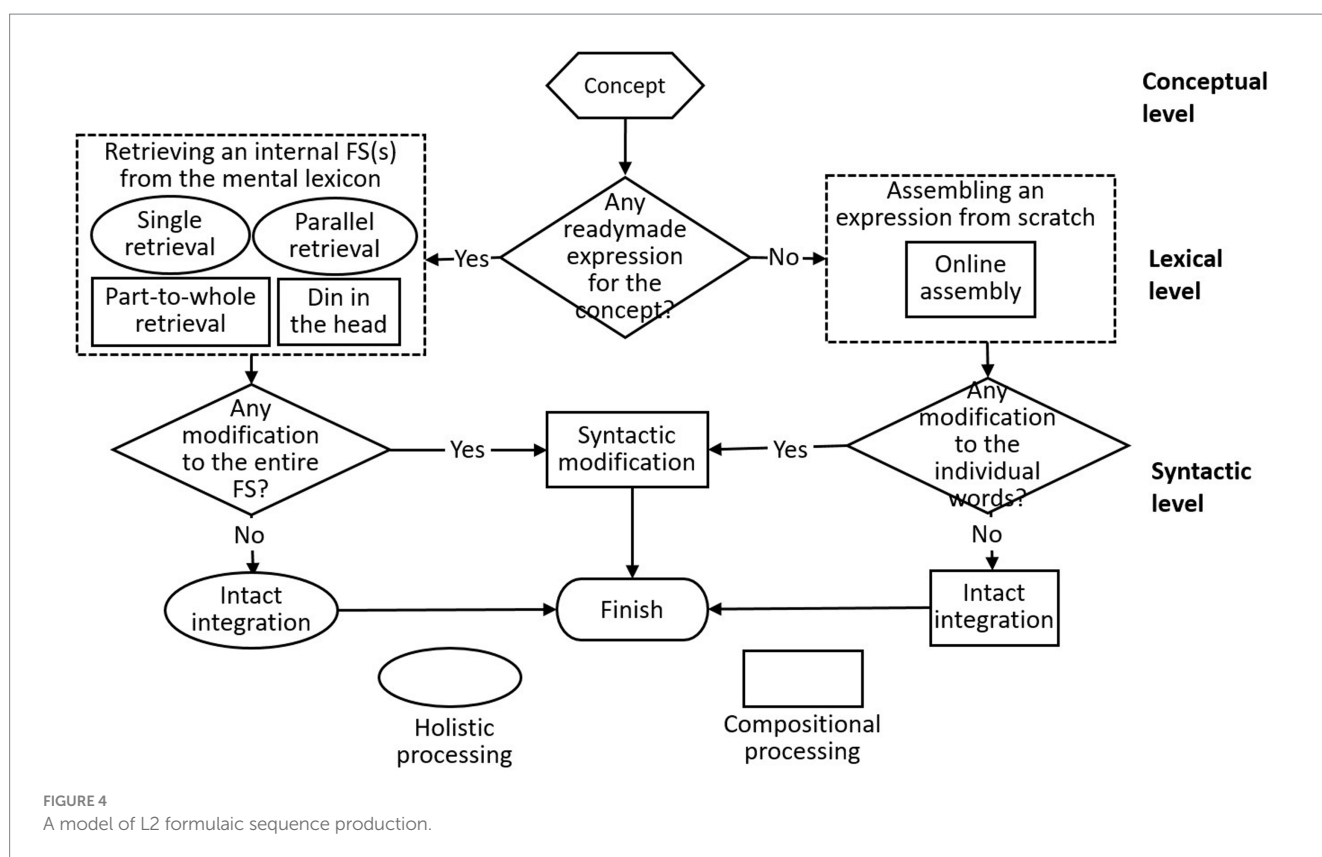 Concept
Conceptual
level
Retrieving an internal FS(s)
from the mental lexicon
Single
retrieval
Parallel
retrieval
Part-to-whole
retrieval
Din in
the head
Yes
Any
readymade
expression
for the
concept?
No
Assembling an
expression from scratch
Online
assembly
Lexical
level
Any
modification
to the entire
FS?
Yes
Syntactic
modification
Yes
Any
modification
to the
individual
words?
Syntactic
level
No
No
Intact
integration
Finish
Intact
integration
Holistic
processing
Compositional
processing
FIGURE 4
A model of L2 formulaic sequence production.